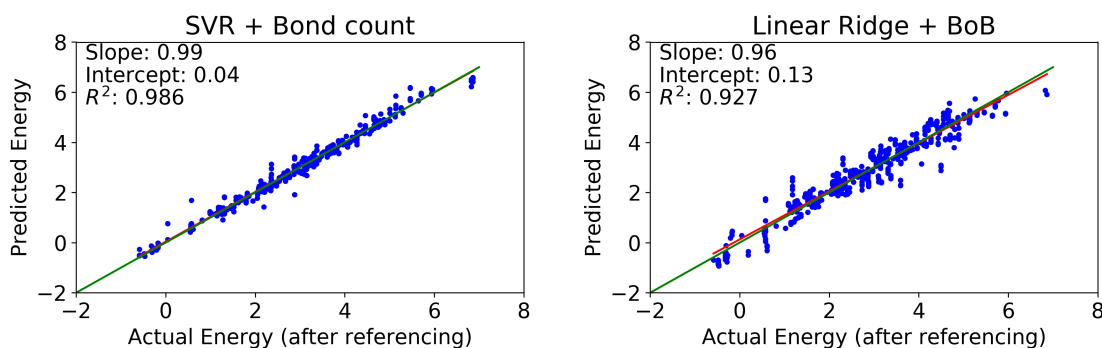 SVR + Bond count
Slope: 0.99
Intercept: 0.04
R²: 0.986
8
6
4
2
0
−2
Predicted Energy
−2 0 2 4 6 8
Actual Energy (after referencing)
Linear Ridge + BoB
Slope: 0.96
Intercept: 0.13
R²: 0.927
8
6
4
2
0
−2
Predicted Energy
−2 0 2 4 6 8
Actual Energy (after referencing)